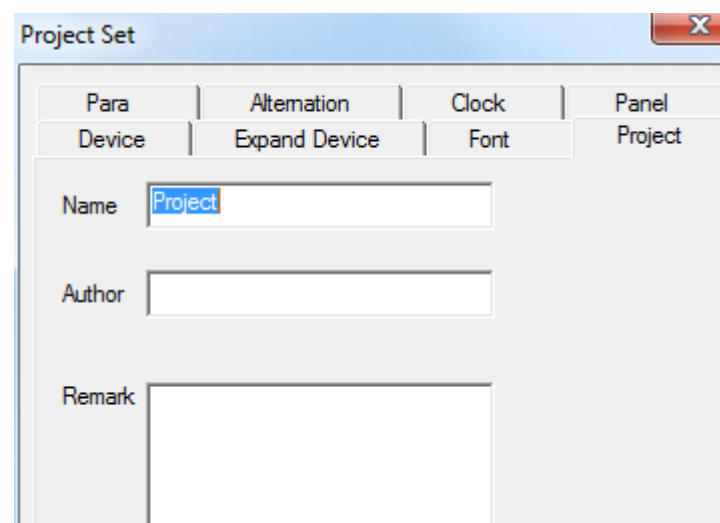 Project Set
Para Alternation Clock Panel
Device Expand Device Font Project
Name Project
Author
Remark